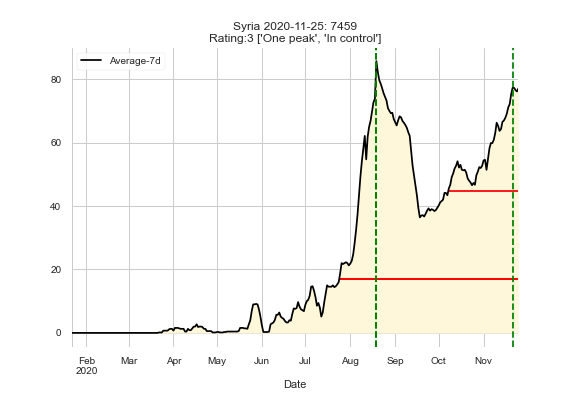 Syria 2020-11-25: 7459
Rating:3 ['One peak', 'In control']
Average-7d
80
60
40
20
0
Feb
2020
Mar
Apr
May
Jun
Jul
Aug
Sep
Oct
Nov
Date